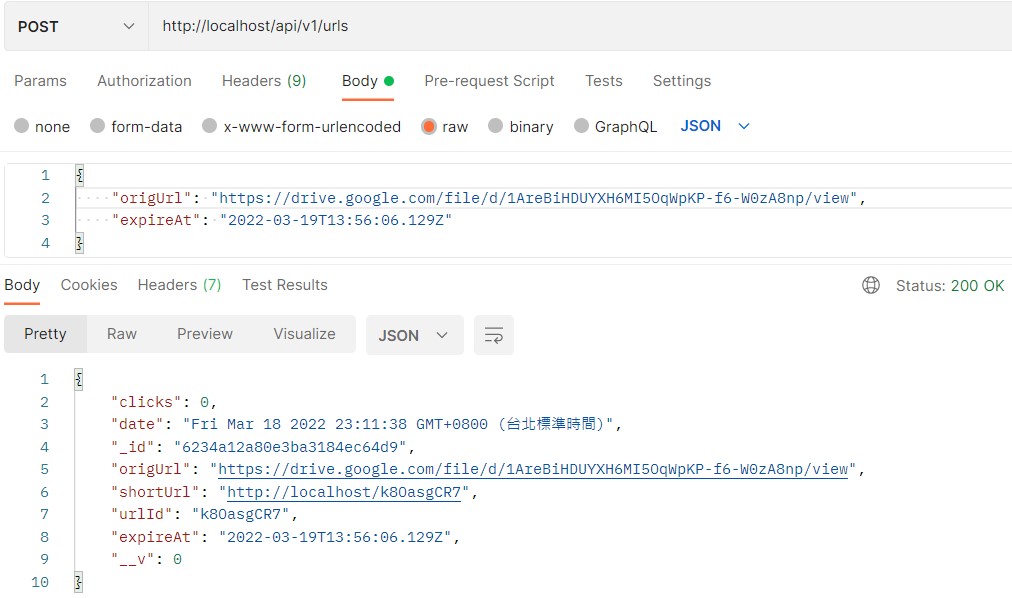 POST http://localhost/api/v1/urls
Params Authorization Headers (9) Body Pre-request Script Tests Settings
none form-data x-www-form-urlencoded raw binary GraphQL JSON
1 {
2 "origUrl": "https://drive.google.com/file/d/1AreBiHDUYXH6MI5OqWpKP-f6-W0zA8np/view",
3 "expireAt": "2022-03-19T13:56:06.129Z"
4 }
Body Cookies Headers (7) Test Results Status: 200 OK
Pretty Raw Preview Visualize JSON
1 {
2 "clicks": 0,
3 "date": "Fri Mar 18 2022 23:11:38 GMT+0800 (台北標準時間)",
4 "_id": "6234a12a80e3ba3184ec64d9",
5 "origUrl": "https://drive.google.com/file/d/1AreBiHDUYXH6MI5OqWpKP-f6-W0zA8np/view",
6 "shortUrl": "http://localhost/k8OasgCR7",
7 "urlId": "k8OasgCR7",
8 "expireAt": "2022-03-19T13:56:06.129Z",
9 "__v": 0
10 }